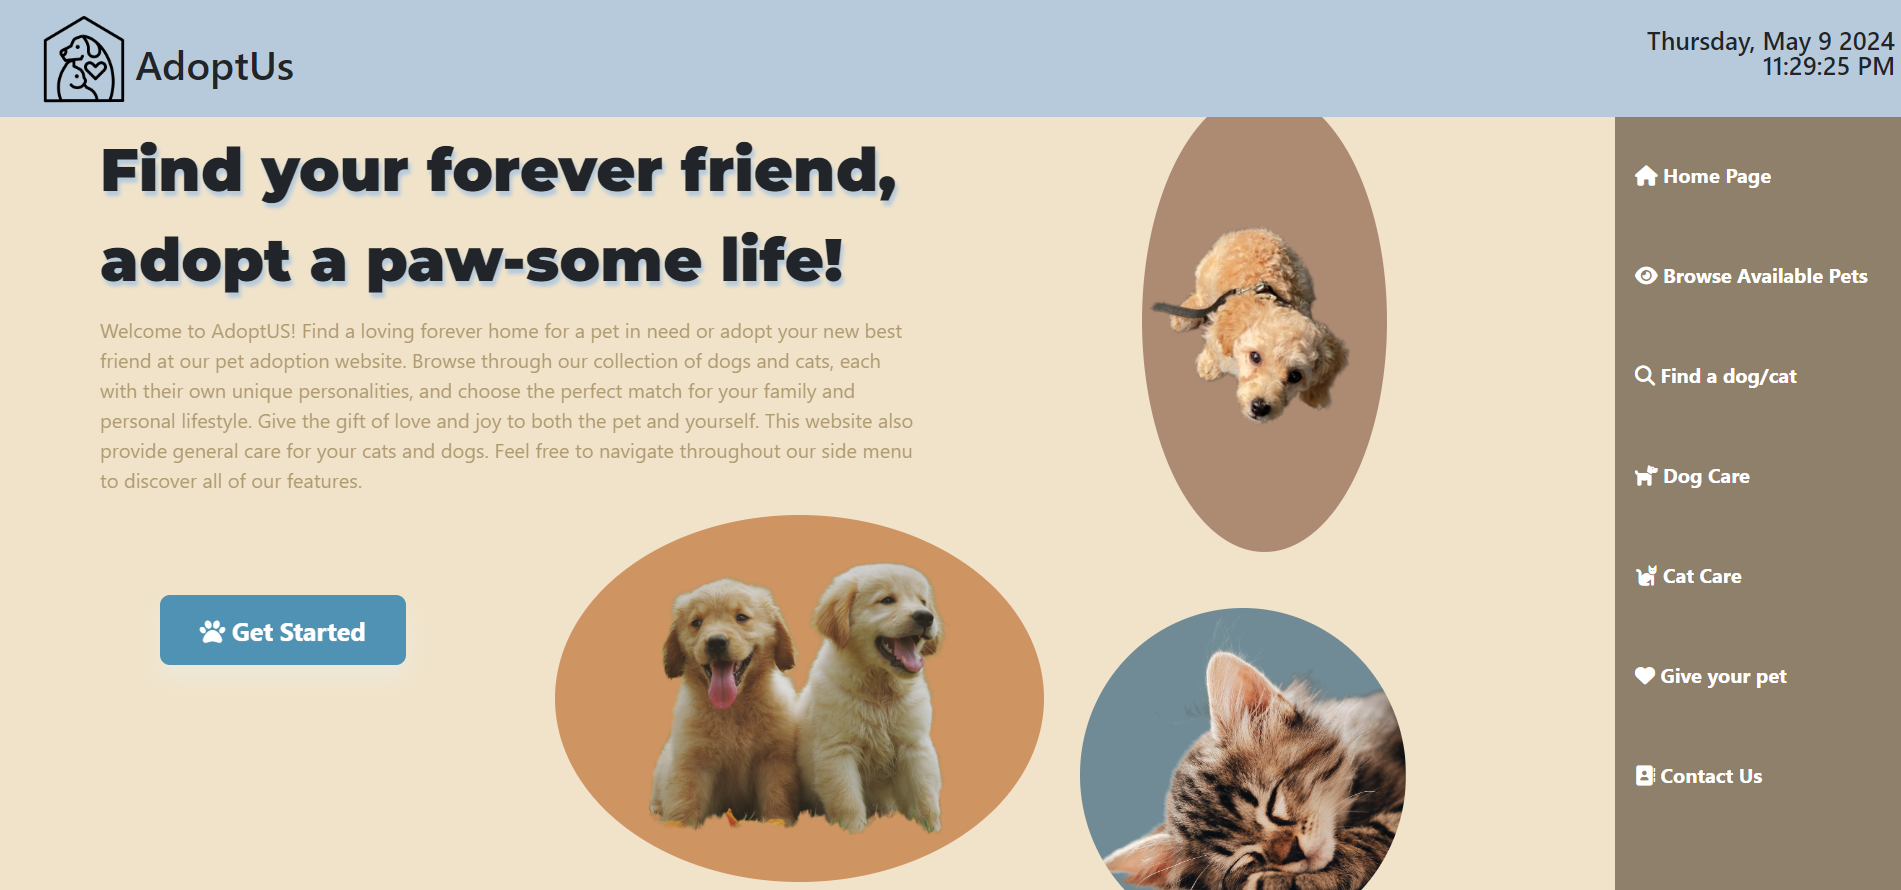 AdoptUs
Thursday, May 9 2024
11:29:25 PM
Find your forever friend,
adopt a paw-some life!
Welcome to AdoptUS! Find a loving forever home for a pet in need or adopt your new best
friend at our pet adoption website. Browse through our collection of dogs and cats, each
with their own unique personalities, and choose the perfect match for your family and
personal lifestyle. Give the gift of love and joy to both the pet and yourself. This website also
provide general care for your cats and dogs. Feel free to navigate throughout our side menu
to discover all of our features.
Get Started
Home Page
Browse Available Pets
Find a dog/cat
Dog Care
Cat Care
Give your pet
Contact Us